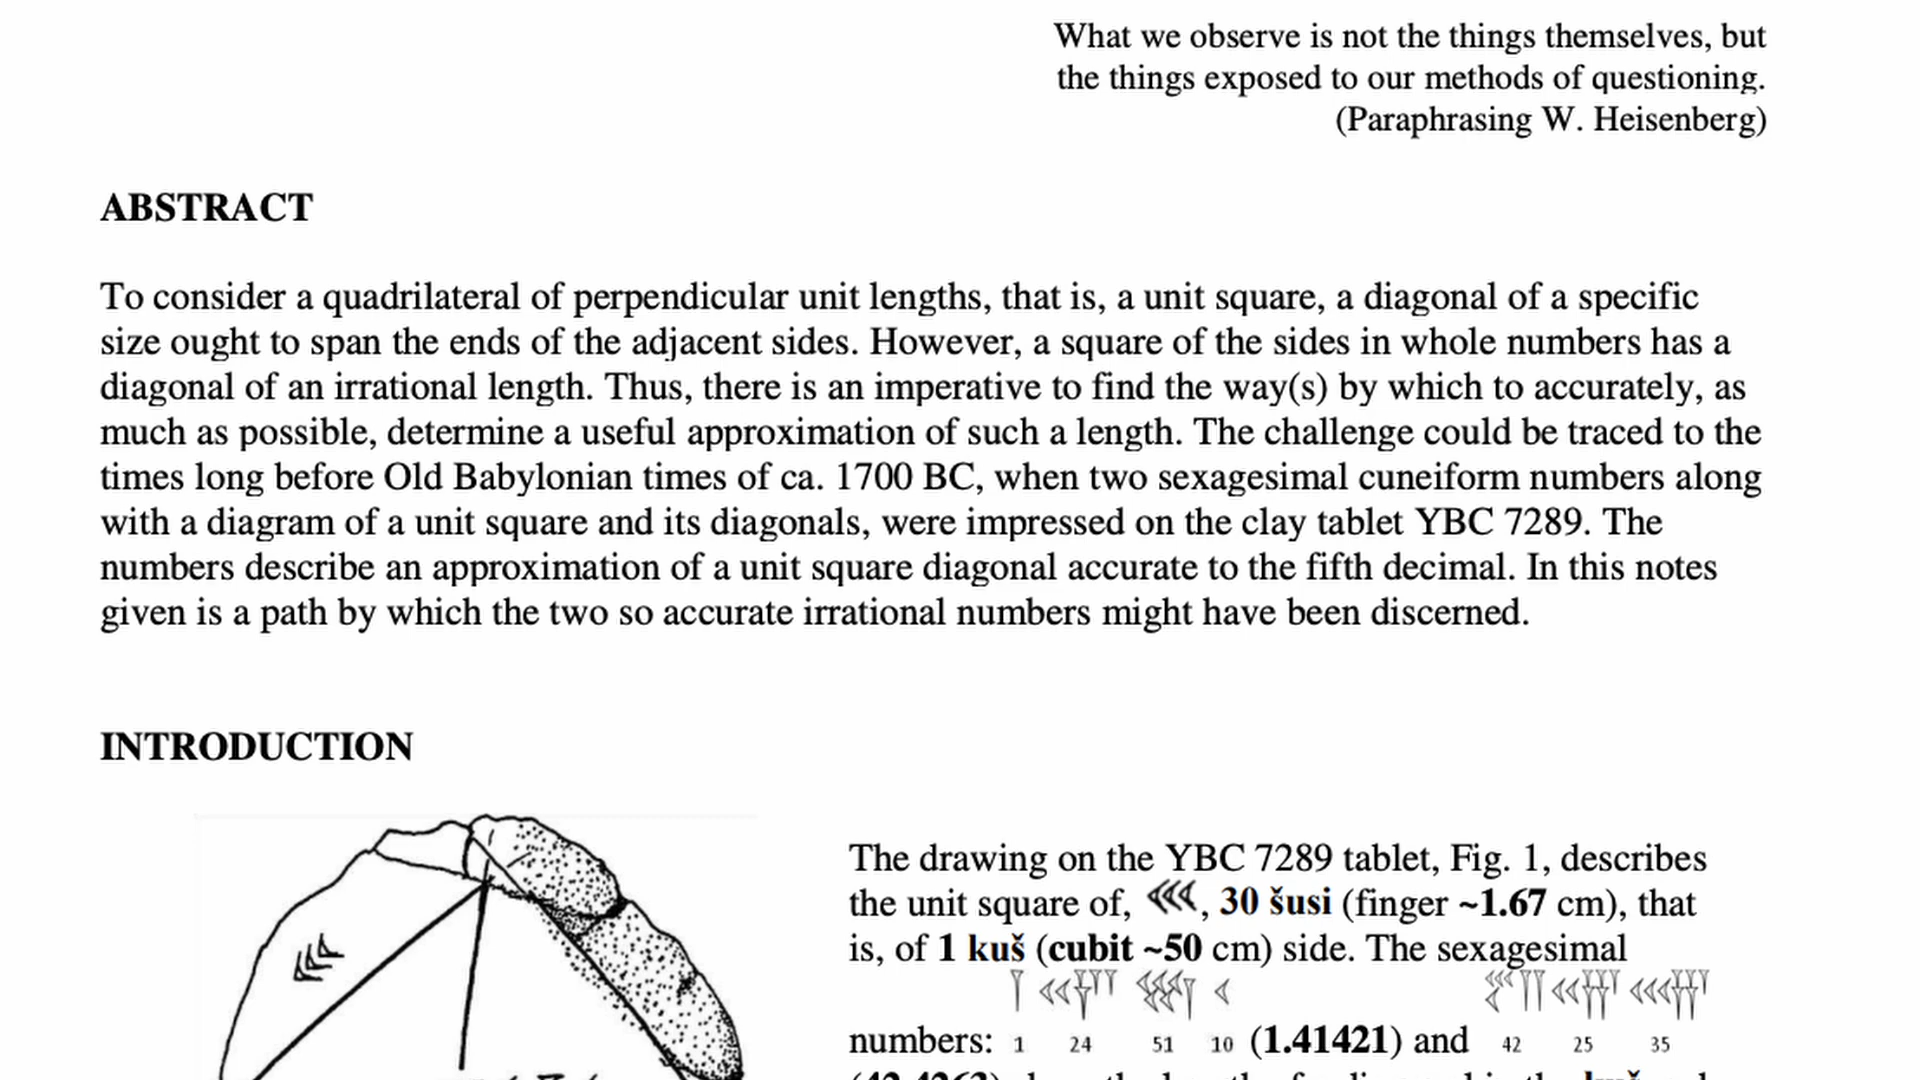 What we observe is not the things themselves, but
the things exposed to our methods of questioning.
(Paraphrasing W. Heisenberg)
ABSTRACT
To consider a quadrilateral of perpendicular unit lengths, that is, a unit square, a diagonal of a specific
size ought to span the ends of the adjacent sides. However, a square of the sides in whole numbers has a
diagonal of an irrational length. Thus, there is an imperative to find the way(s) by which to accurately, as
much as possible, determine a useful approximation of such a length. The challenge could be traced to the
times long before Old Babylonian times of ca. 1700 BC, when two sexagesimal cuneiform numbers along
with a diagram of a unit square and its diagonals, were impressed on the clay tablet YBC 7289. The
numbers describe an approximation of a unit square diagonal accurate to the fifth decimal. In this notes
given is a path by which the two so accurate irrational numbers might have been discerned.
INTRODUCTION
The drawing on the YBC 7289 tablet, Fig. 1, describes
the unit square of, 𒌍, 30 šusi (finger ~1.67 cm), that
is, of 1 kuš (cubit ~50 cm) side. The sexagesimal
numbers: 1 24 51 10 (1.41421) and 42 25 35